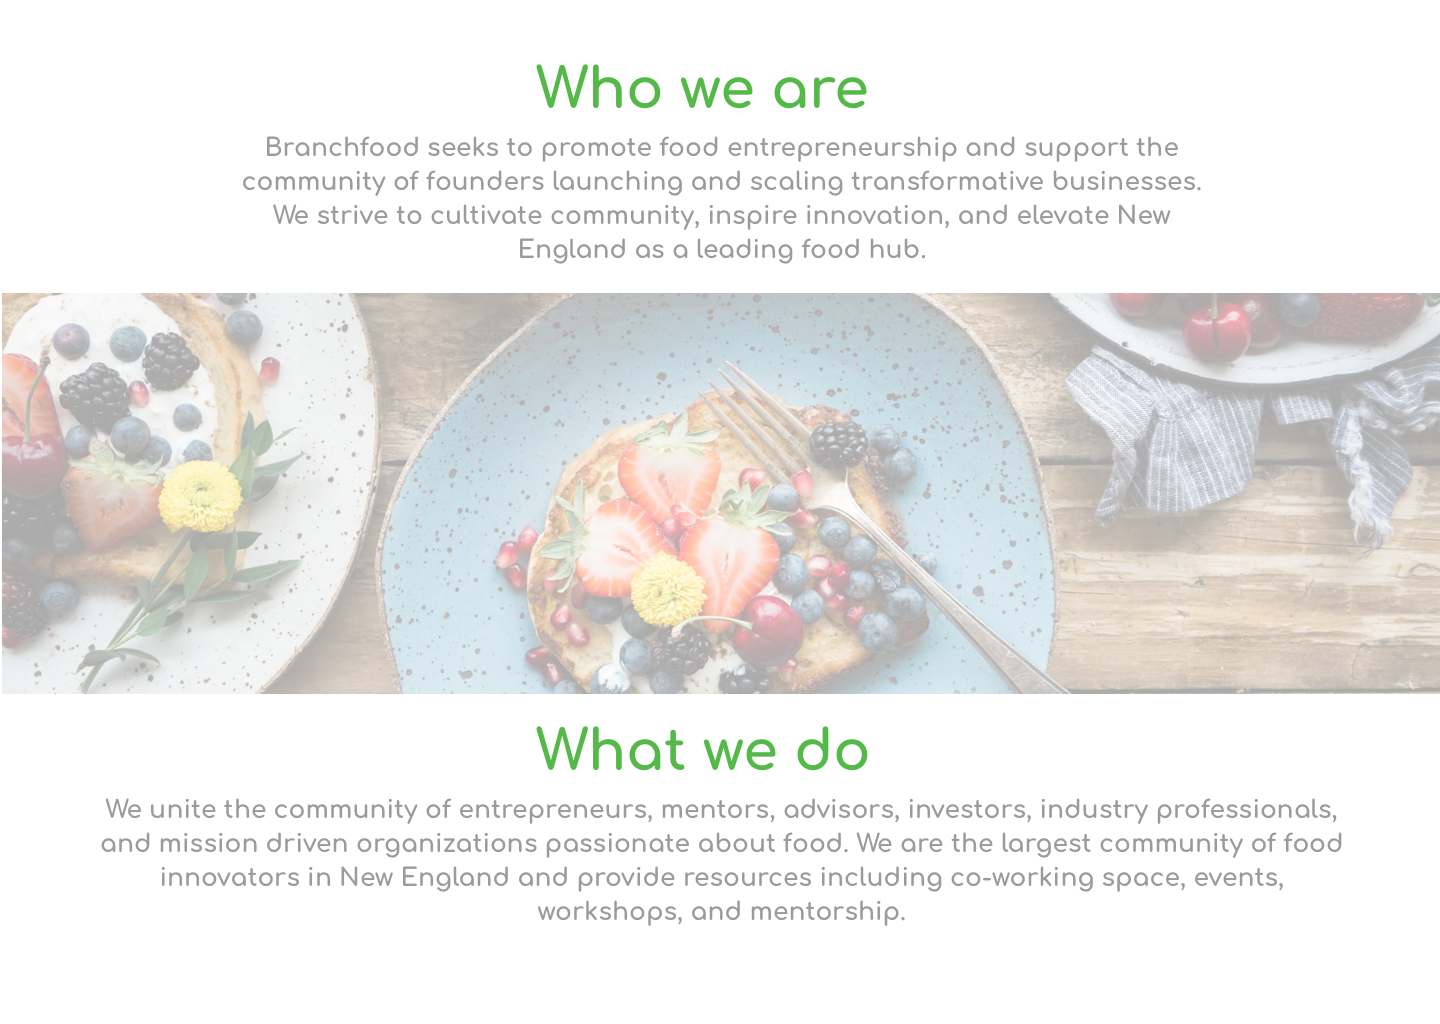 Who we are
Branchfood seeks to promote food entrepreneurship and support the
community of founders launching and scaling transformative businesses.
We strive to cultivate community, inspire innovation, and elevate New
England as a leading food hub.
What we do
We unite the community of entrepreneurs, mentors, advisors, investors, industry professionals,
and mission driven organizations passionate about food. We are the largest community of food
innovators in New England and provide resources including co-working space, events,
workshops, and mentorship.